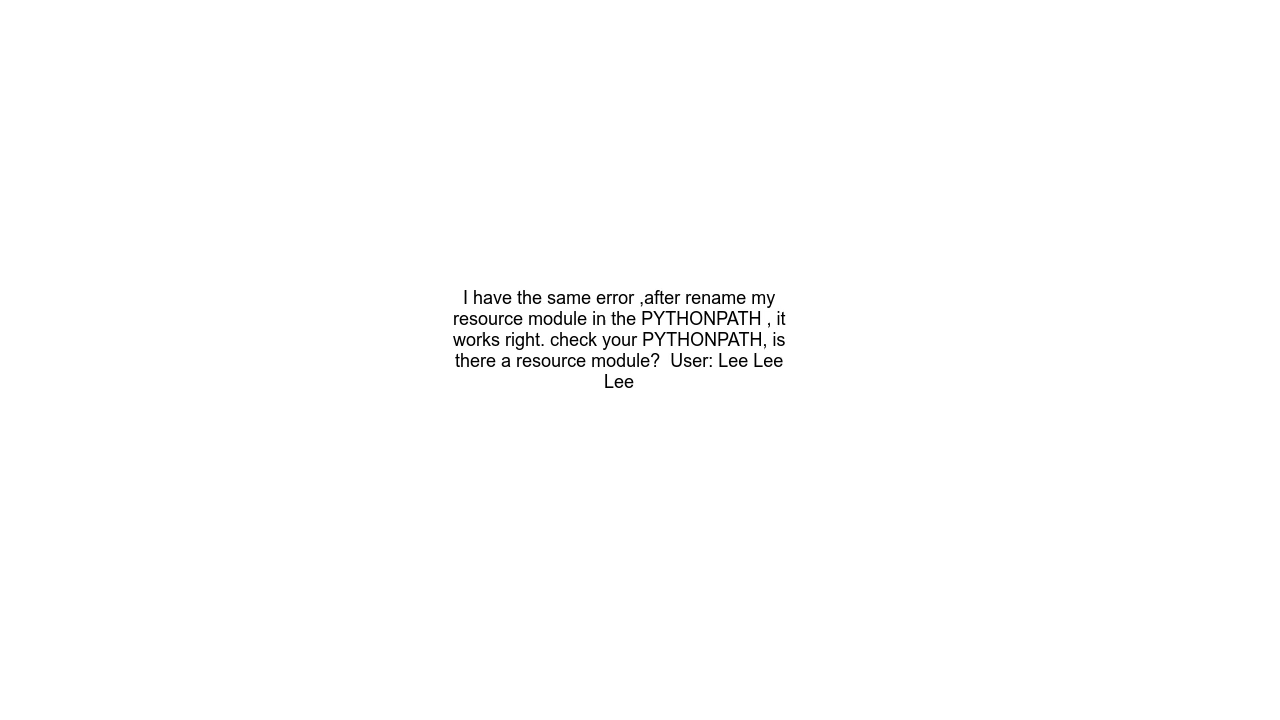 I have the same error ,after rename my
resource module in the PYTHONPATH , it
works right. check your PYTHONPATH, is
there a resource module?  User: Lee Lee
Lee